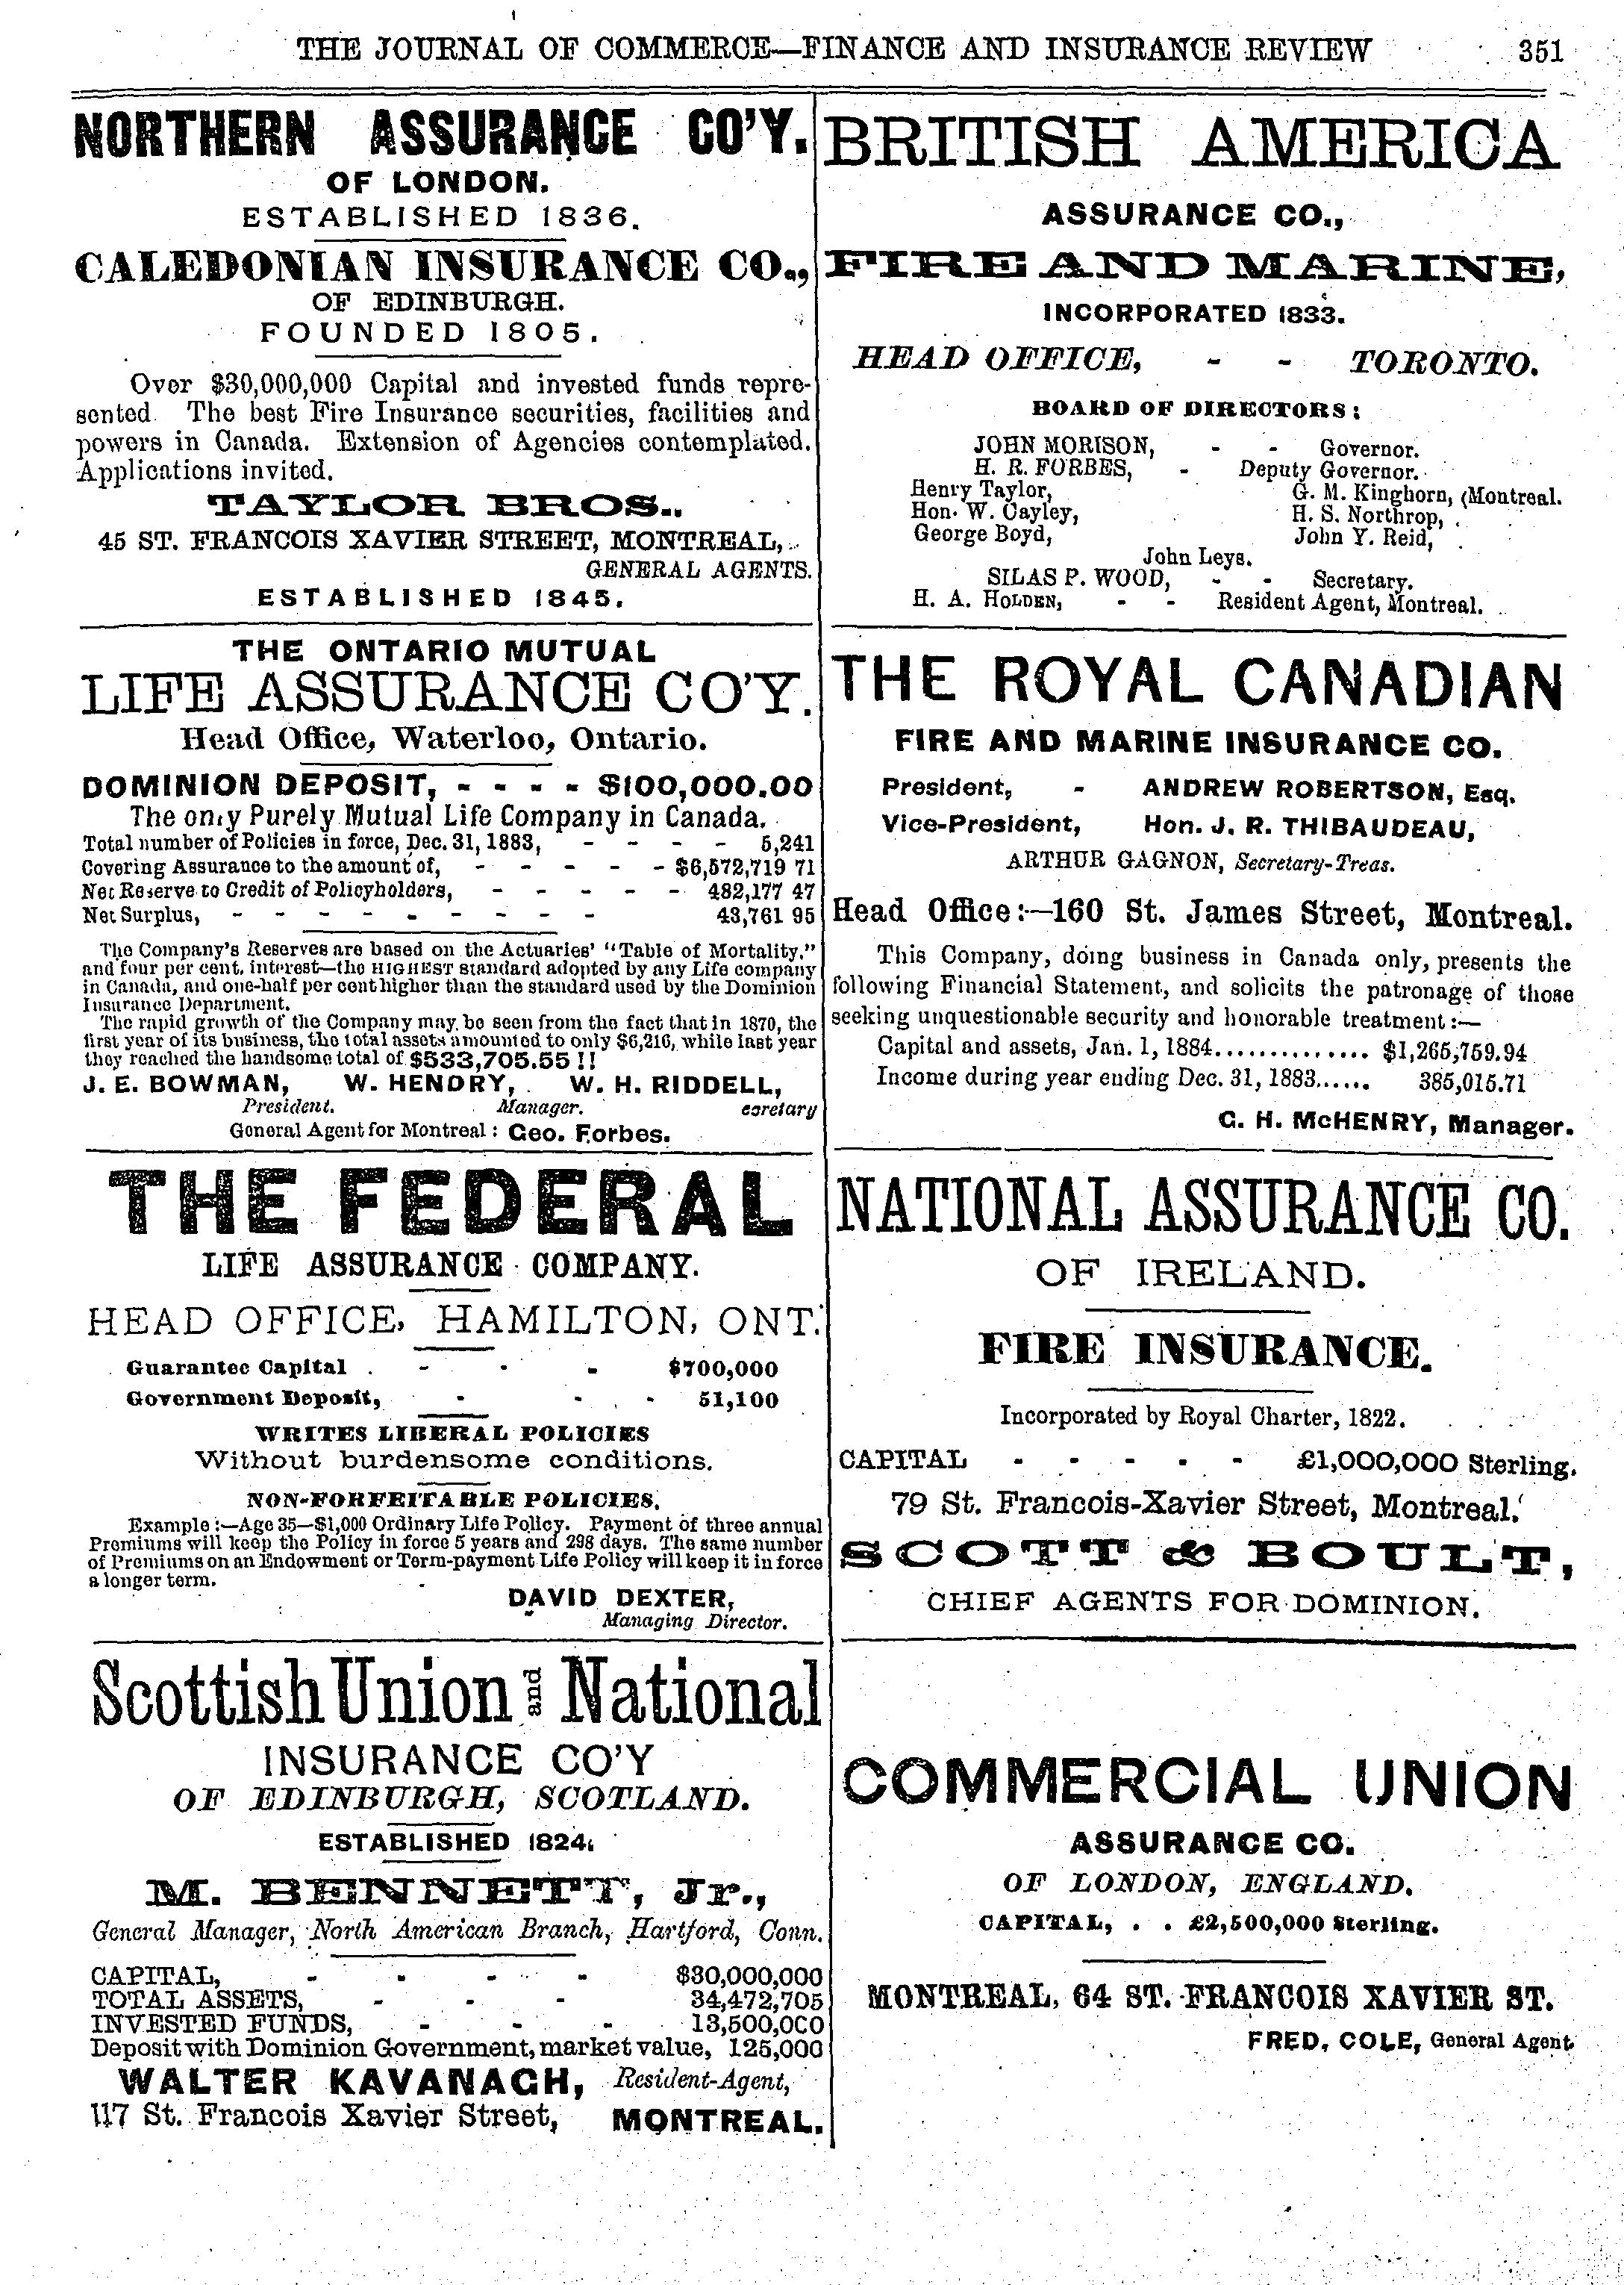 THE JOURNAL OF COMMERCE—FINANCE AND INSURANCE REVIEW 351
NORTHERN ASSURANCE CO'Y.
OF LONDON.
ESTABLISHED 1836.
CALEDONIAN INSURANCE CO.,
OF EDINBURGH.
FOUNDED 1805.
Over $30,000,000 Capital and invested funds repre-
sented. The best Fire Insurance securities, facilities and
powers in Canada. Extension of Agencies contemplated.
Applications invited.
TAYLOR BROS..
45 ST. FRANCOIS XAVIER STREET, MONTREAL,
GENERAL AGENTS.
ESTABLISHED 1845.
THE ONTARIO MUTUAL
LIFE ASSURANCE CO'Y.
Head Office, Waterloo, Ontario.
DOMINION DEPOSIT, - - - - $100,000.00
The only Purely Mutual Life Company in Canada.
Total number of Policies in force, Dec. 31, 1883, - - - - 5,241
Covering Assurance to the amount of, - - - - - $6,572,719 71
Net Reserve to Credit of Policyholders, - - - - - 482,177 47
Net Surplus, - - - - - - - - - 43,761 95
The Company's Reserves are based on the Actuaries' "Table of Mortality,"
and four per cent. interest—the HIGHEST standard adopted by any Life company
in Canada, and one-half per cent higher than the standard used by the Dominion
Insurance Department.
The rapid growth of the Company may be seen from the fact that in 1870, the
first year of its business, the total assets amounted to only $6,216, while last year
they reached the handsome total of $533,705.55!!
J. E. BOWMAN, W. HENDRY, W. H. RIDDELL,
President. Manager. ecretary
General Agent for Montreal: Geo. Forbes.
THE FEDERAL
LIFE ASSURANCE COMPANY.
HEAD OFFICE, HAMILTON, ONT.
Guarantee Capital . - - - $700,000
Government Deposit, - - - 51,100
WRITES LIBERAL POLICIES
Without burdensome conditions.
NON-FORFEITABLE POLICIES.
Example:—Age 35—$1,000 Ordinary Life Policy. Payment of three annual
Premiums will keep the Policy in force 5 years and 298 days. The same number
of Premiums on an Endowment or Term-payment Life Policy will keep it in force
a longer term.
DAVID DEXTER,
Managing Director.
Scottish Union and National
INSURANCE CO'Y
OF EDINBURGH, SCOTLAND.
ESTABLISHED 1824.
M. BENNETT, Jr.,
General Manager, North American Branch, Hartford, Conn.
CAPITAL, - - - - $30,000,000
TOTAL ASSETS, - - - 34,472,705
INVESTED FUNDS, - - - 13,500,000
Deposit with Dominion Government, market value, 125,000
WALTER KAVANAGH, Resident-Agent,
117 St. Francois Xavier Street, MONTREAL.
BRITISH AMERICA
ASSURANCE CO.,
FIRE AND MARINE,
INCORPORATED 1833.
HEAD OFFICE, - - TORONTO.
BOARD OF DIRECTORS:
JOHN MORISON, - - Governor.
H. R. FORBES, - Deputy Governor.
Henry Taylor, G. M. Kinghorn, (Montreal.
Hon. W. Cayley, H. S. Northrop,
George Boyd, John Y. Reid,
John Leys.
SILAS P. WOOD, - - Secretary.
H. A. HOLDEN, - - Resident Agent, Montreal.
THE ROYAL CANADIAN
FIRE AND MARINE INSURANCE CO.
President, - ANDREW ROBERTSON, Esq.
Vice-President, Hon. J. R. THIBAUDEAU,
ARTHUR GAGNON, Secretary-Treas.
Head Office:—160 St. James Street, Montreal.
This Company, doing business in Canada only, presents the
following Financial Statement, and solicits the patronage of those
seeking unquestionable security and honorable treatment:—
Capital and assets, Jan. 1, 1884.............. $1,265,759.94
Income during year ending Dec. 31, 1883...... 385,015.71
C. H. McHENRY, Manager.
NATIONAL ASSURANCE CO.
OF IRELAND.
FIRE INSURANCE.
Incorporated by Royal Charter, 1822.
CAPITAL - - - - - £1,000,000 Sterling.
79 St. Francois-Xavier Street, Montreal.
SCOTT & BOULT,
CHIEF AGENTS FOR DOMINION.
COMMERCIAL UNION
ASSURANCE CO.
OF LONDON, ENGLAND.
CAPITAL, . . £2,500,000 Sterling.
MONTREAL, 64 ST. FRANCOIS XAVIER ST.
FRED. COLE, General Agent.